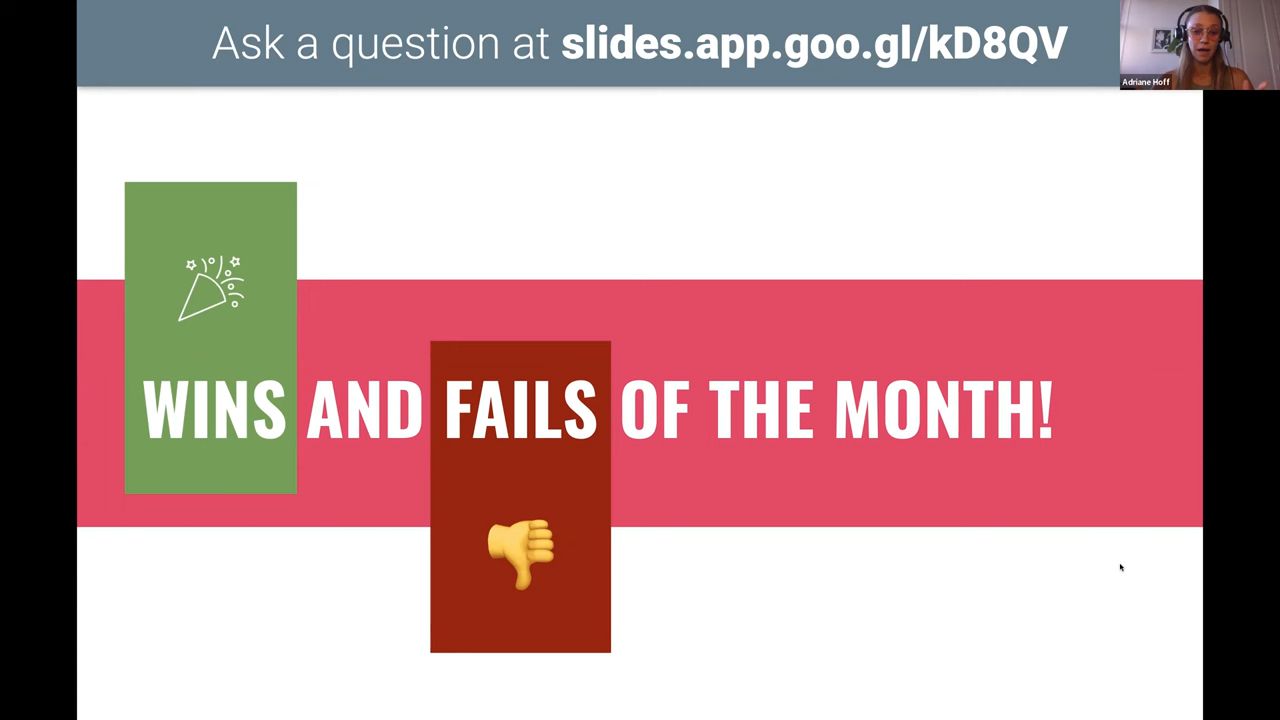 Ask a question at slides.app.goo.gl/kD8QV
Adriane Hoff
WINS AND FAILS OF THE MONTH!